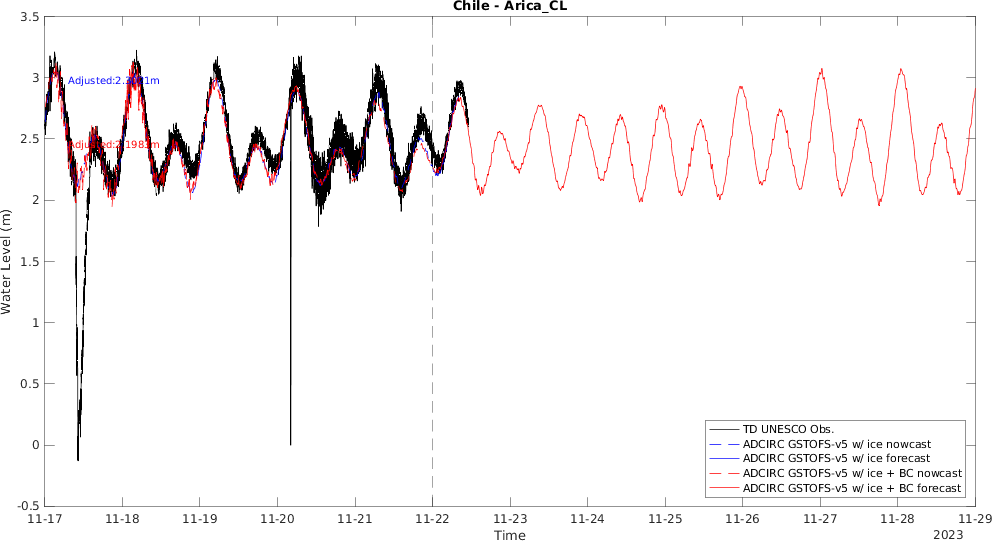 Chile - Arica_CL
3.5
3
2.5
2
1.5
1
0.5
0
-0.5
Water Level (m)
11-17
11-18
11-19
11-20
11-21
11-22
11-23
11-24
11-25
11-26
11-27
11-28
11-29
Time
2023
TD UNESCO Obs.
ADCIRC GSTOFS-v5 w/ ice nowcast
ADCIRC GSTOFS-v5 w/ ice forecast
ADCIRC GSTOFS-v5 w/ ice + BC nowcast
ADCIRC GSTOFS-v5 w/ ice + BC forecast